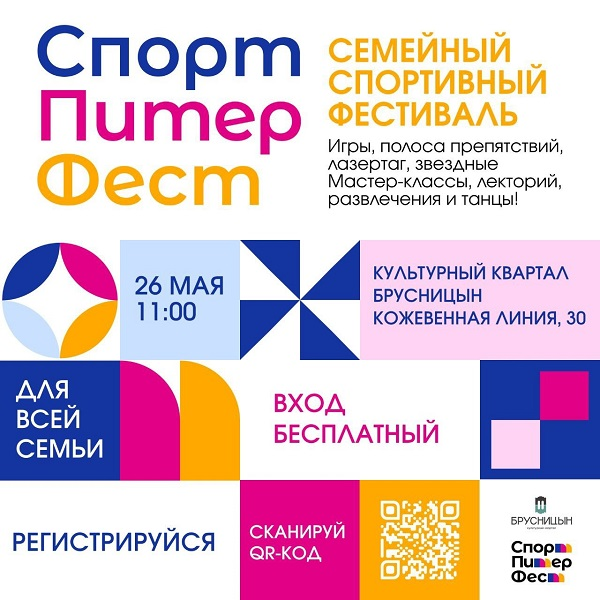 Спорт
Питер
Фест
СЕМЕЙНЫЙ
СПОРТИВНЫЙ
ФЕСТИВАЛЬ
Игры, полоса препятствий,
лазертаг, звездные
Мастер-классы, лекторий,
развлечения и танцы!
26 МАЯ
11:00
КУЛЬТУРНЫЙ КВАРТАЛ
БРУСНИЦЫН
КОЖЕВЕННАЯ ЛИНИЯ, 30
ДЛЯ
ВСЕЙ
СЕМЬИ
ВХОД
БЕСПЛАТНЫЙ
РЕГИСТРИРУЙСЯ
СКАНИРУЙ
QR-КОД
БРУСНИЦЫН
культурный квартал
Спорт
Питер
Фест